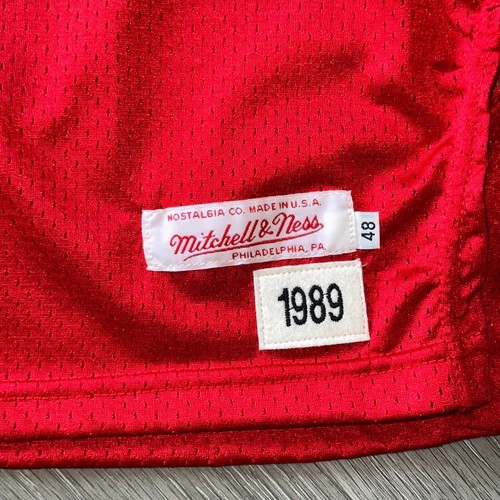 NOSTALGIA CO. MADE IN U.S.A.
Mitchell & Ness
PHILADELPHIA, PA.
48
1989